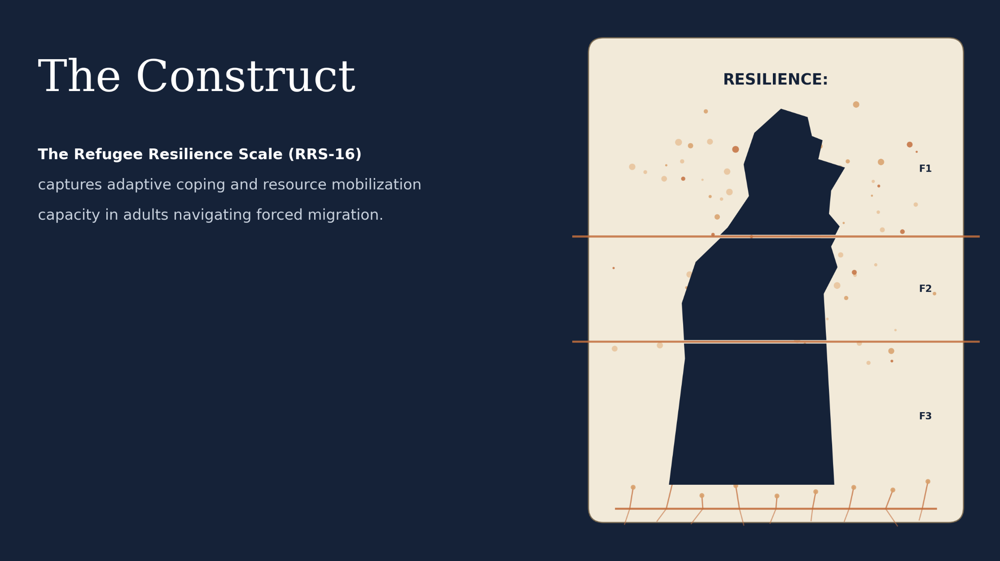 The Construct
The Refugee Resilience Scale (RRS-16)
captures adaptive coping and resource mobilization
capacity in adults navigating forced migration.
RESILIENCE:
F1
F2
F3